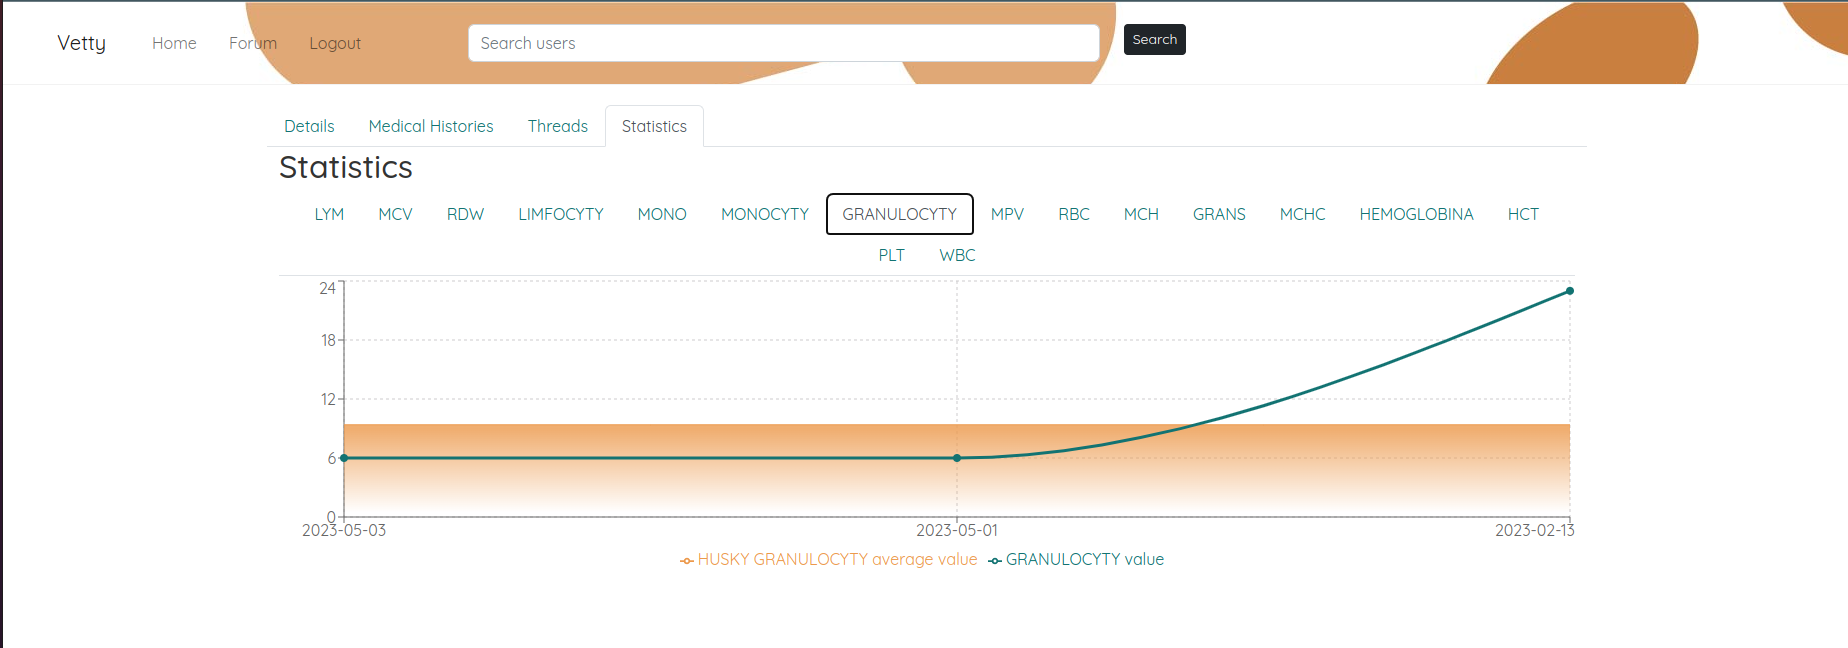 Vetty Home Forum Logout Search users Search
Details Medical Histories Threads Statistics
Statistics
LYM MCV RDW LIMFOCYTY MONO MONOCYTY GRANULOCYTY MPV RBC MCH GRANS MCHC HEMOGLOBINA HCT
PLT WBC
24
18
12
6
0
2023-05-03 2023-05-01 2023-02-13
HUSKY GRANULOCYTY average value GRANULOCYTY value